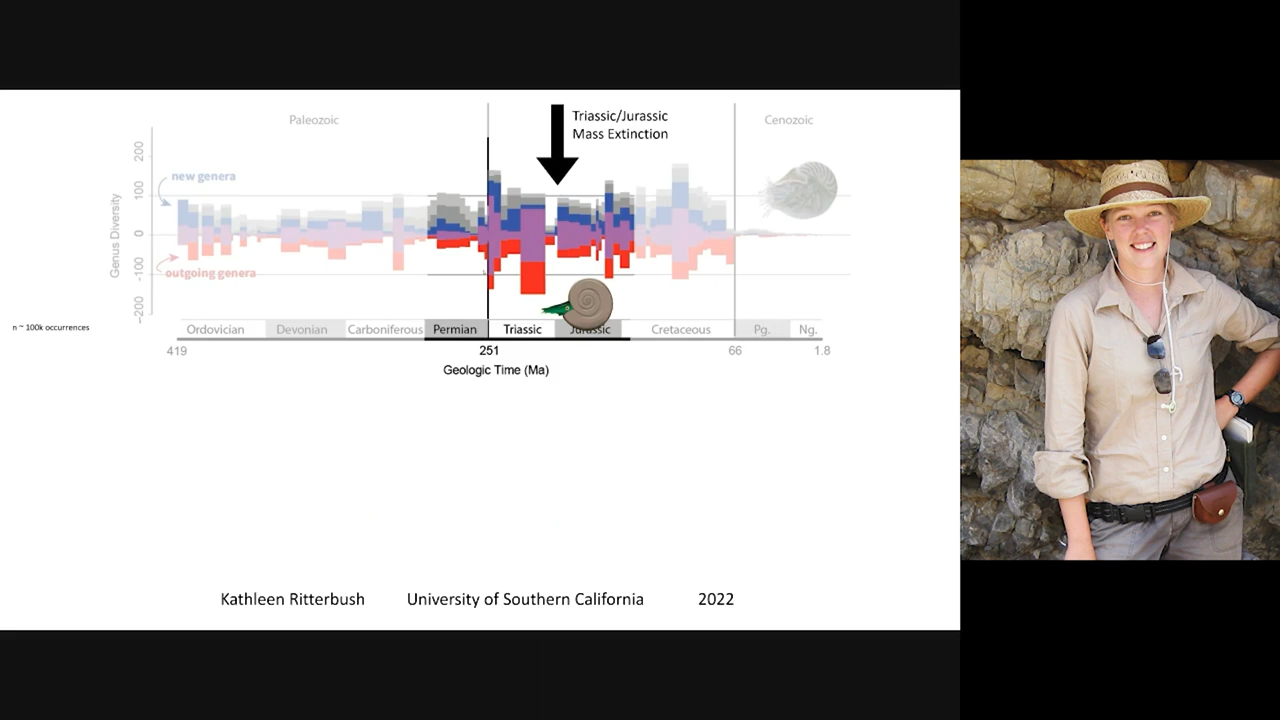 Triassic/Jurassic
Mass Extinction
Paleozoic
Cenozoic
new genera
outgoing genera
Genus Diversity
200
100
0
−100
−200
n ~ 100k occurrences
Ordovician
Devonian
Carboniferous
Permian
Triassic
Jurassic
Cretaceous
Pg.
Ng.
419
251
66
1.8
Geologic Time (Ma)
Kathleen Ritterbush University of Southern California 2022